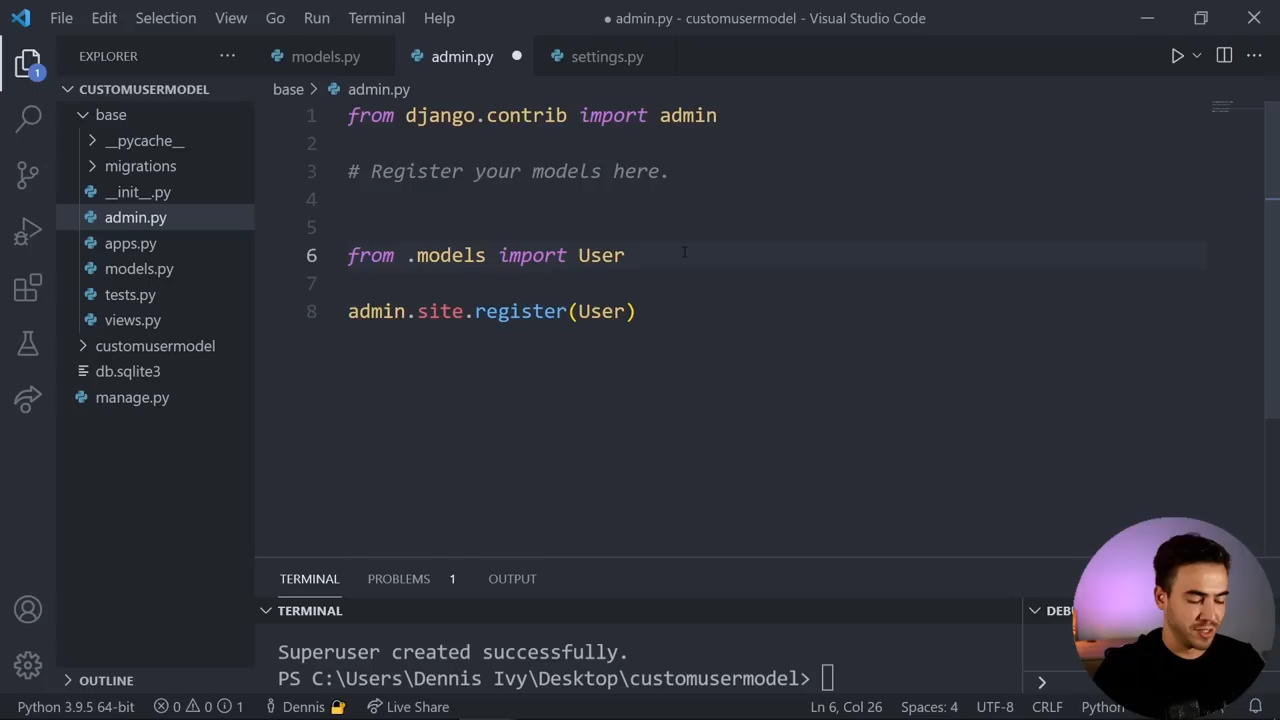 File Edit Selection View Go Run Terminal Help
● admin.py - customusermodel - Visual Studio Code
EXPLORER
models.py
admin.py
settings.py
CUSTOMUSERMODEL
base > admin.py
base
__pycache__
migrations
__init__.py
admin.py
apps.py
models.py
tests.py
views.py
customusermodel
db.sqlite3
manage.py
OUTLINE
1
1 from django.contrib import admin
2
3 # Register your models here.
4
5
6 from .models import User
7
8 admin.site.register(User)
TERMINAL PROBLEMS 1 OUTPUT
TERMINAL
DEB
Superuser created successfully.
PS C:\Users\Dennis Ivy\Desktop\customusermodel>
Python 3.9.5 64-bit 0 0 1 Dennis Live Share Ln 6, Col 26 Spaces: 4 UTF-8 CRLF Python